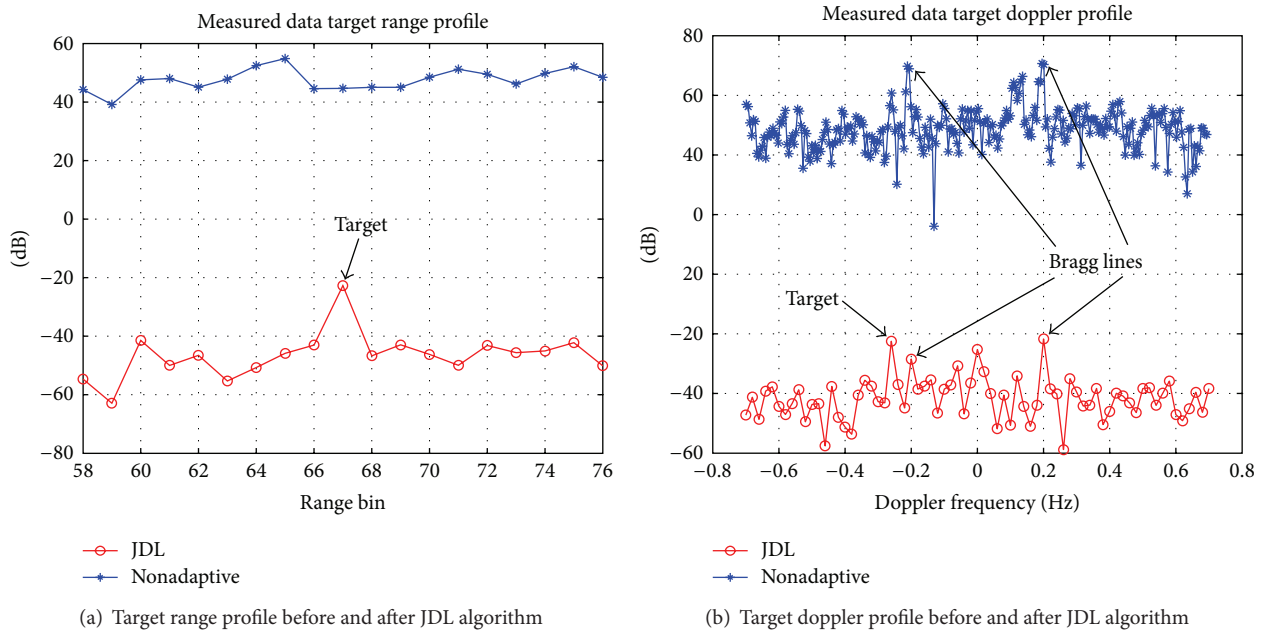 Measured data target range profile
60
40
20
0
−20
−40
−60
−80
(dB)
Target
58
60
62
64
66
68
70
72
74
76
Range bin
JDL
Nonadaptive
(a) Target range profile before and after JDL algorithm
Measured data target doppler profile
80
60
40
0
20
−20
−40
−60
(dB)
Bragg lines
Target
−0.8
−0.4
−0.2
0
0.2
0.4
0.6
0.8
Doppler frequency (Hz)
JDL
Nonadaptive
(b) Target doppler profile before and after JDL algorithm